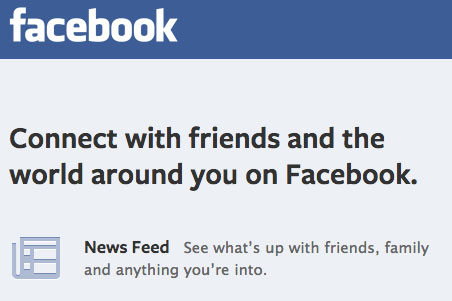 facebook
Connect with friends and the
world around you on Facebook.
News Feed See what's up with friends, family
and anything you're into.